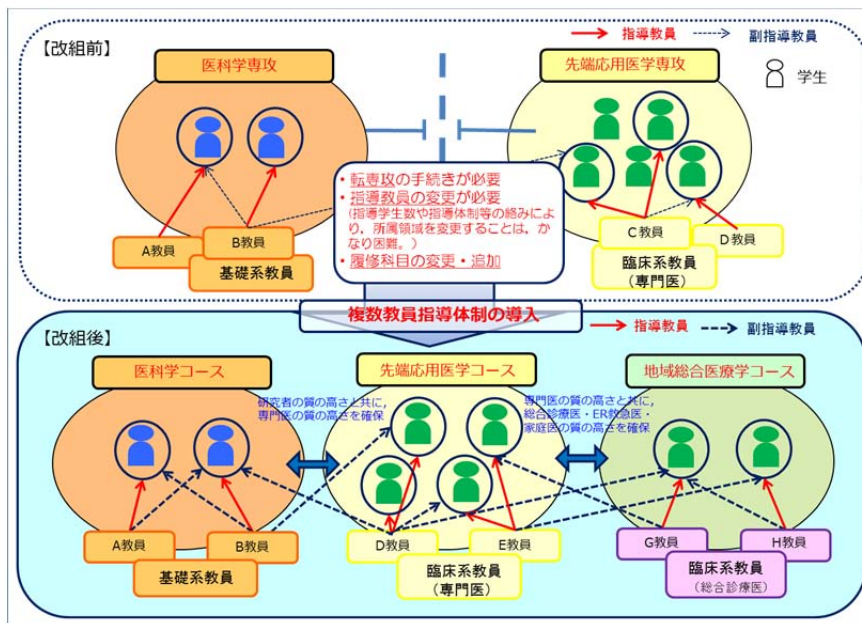 【改組前】
指導教員
副指導教員
医科学専攻
先端応用医学専攻
学生
・転専攻の手続きが必要
・指導教員の変更が必要
(指導学生数や指導体制等の絡みによ
り，所属領域を変更することは，か
なり困難。)
・履修科目の変更・追加
A教員
B教員
基礎系教員
C教員
D教員
臨床系教員
(専門医)
複数教員指導体制の導入
【改組後】
指導教員
副指導教員
医科学コース
先端応用医学コース
地域総合医療学コース
研究者の質の高さと共に，
専門医の質の高さを確保
専門医の質の高さと共に，
総合診療医・ER救急医・
家庭医の質の高さを確保
A教員
B教員
基礎系教員
D教員
E教員
臨床系教員
(専門医)
G教員
H教員
臨床系教員
(総合診療医)